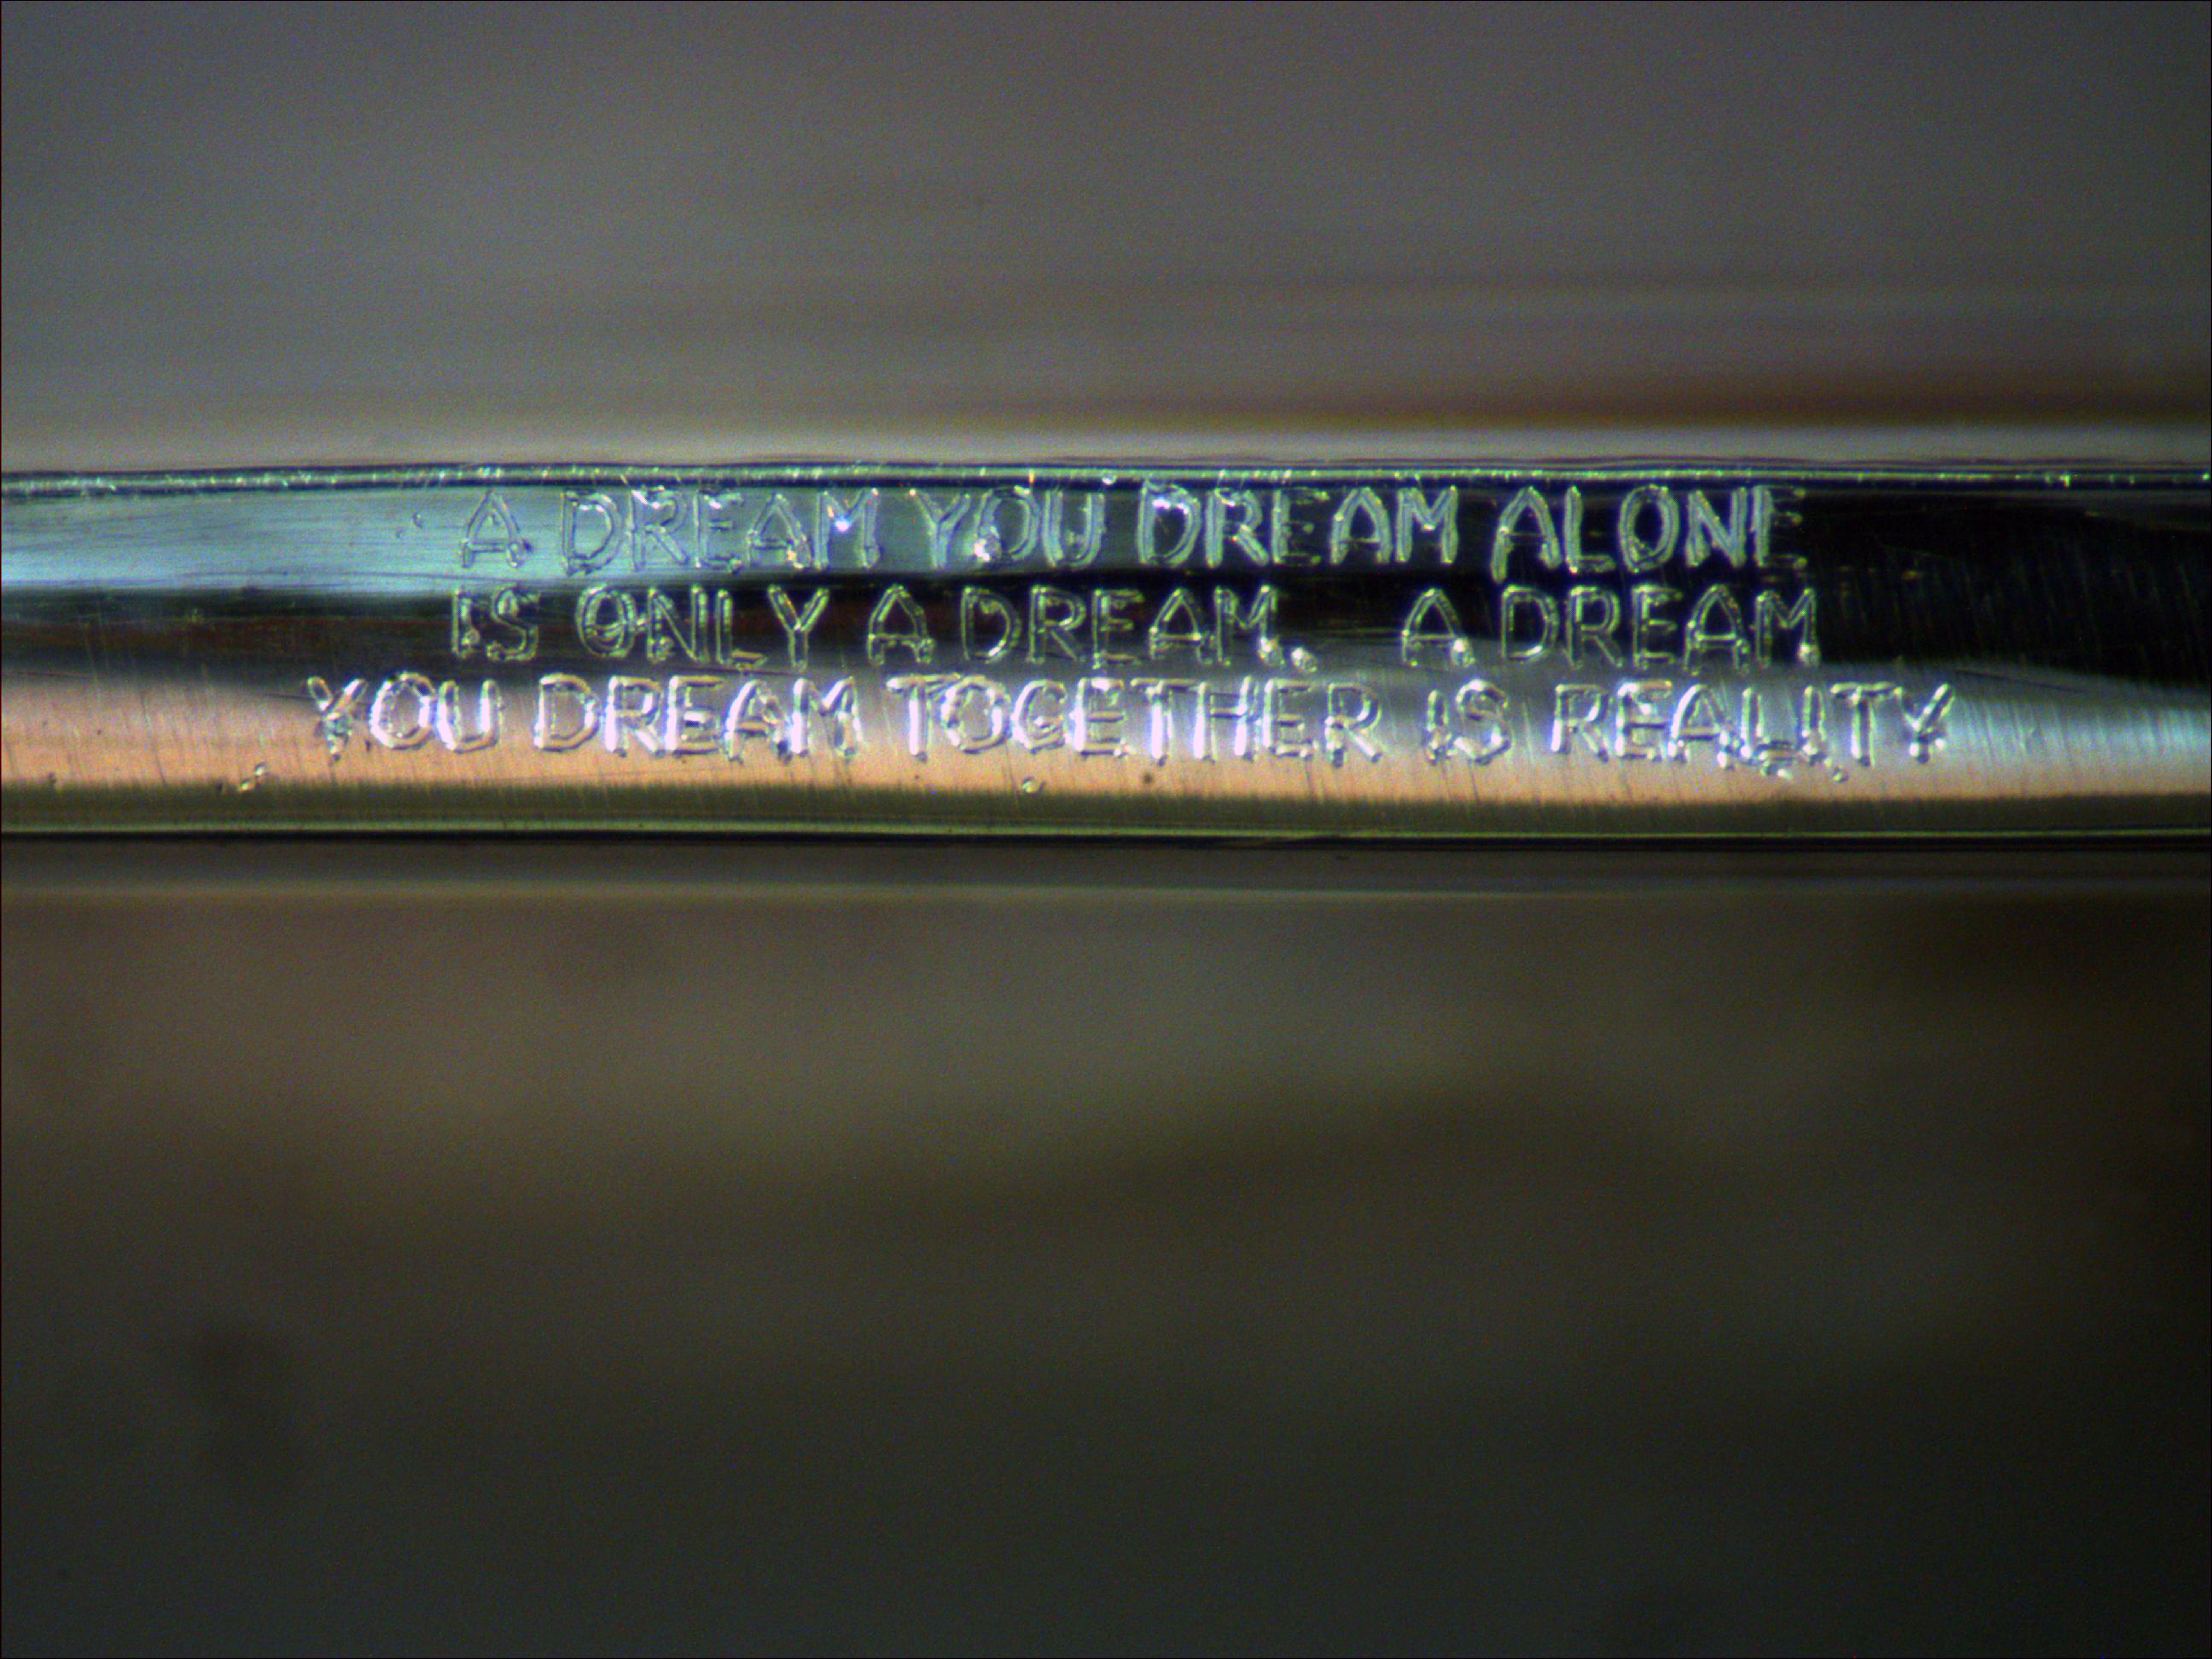 A DREAM YOU DREAM ALONE
IS ONLY A DREAM. A DREAM
YOU DREAM TOGETHER IS REALITY